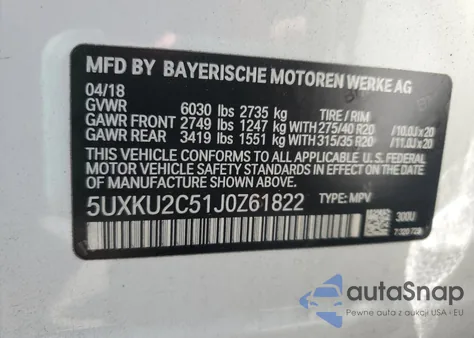 MFD BY BAYERISCHE MOTOREN WERKE AG
04/18
GVWR 6030 lbs 2735 kg TIRE / RIM
GAWR FRONT 2749 lbs 1247 kg WITH 275/40 R20 /10.0J x 20
GAWR REAR 3419 lbs 1551 kg WITH 315/35 R20 /11.0J x 20
THIS VEHICLE CONFORMS TO ALL APPLICABLE FEDERAL
MOTOR VEHICLE SAFETY STANDARDS IN EFFECT ON THE
DATE OF MANUFACTURE SHOWN ABOVE.
5UXKU2C51J0Z61822 TYPE: MPV
300U
autoSnap
Pewne auta z aukcji USA i EU